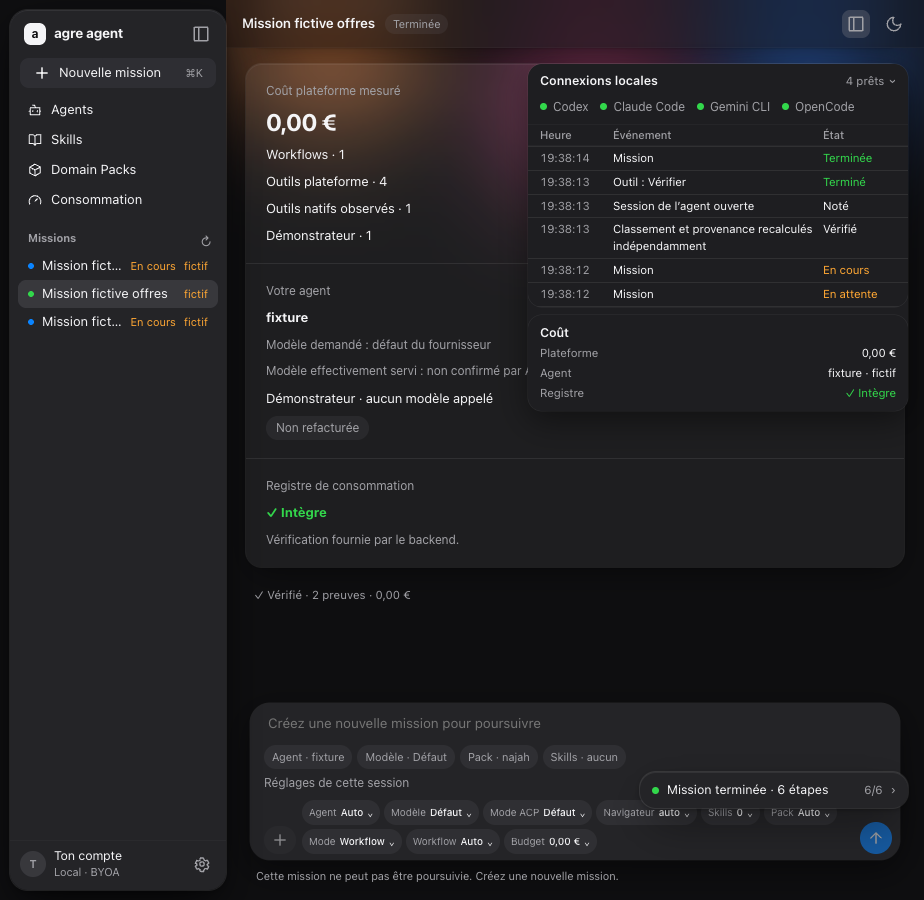 a agre agent
Nouvelle mission ⌘K
Agents
Skills
Domain Packs
Consommation
Missions
Mission fict... En cours fictif
Mission fictive offres fictif
Mission fict... En cours fictif
T
Ton compte
Local · BYOA
Mission fictive offres Terminée
Coût plateforme mesuré
0,00 €
Workflows · 1
Outils plateforme · 4
Outils natifs observés · 1
Démonstrateur · 1
Votre agent
fixture
Modèle demandé : défaut du fournisseur
Modèle effectivement servi : non confirmé par
Démonstrateur · aucun modèle appelé
Non refacturée
Registre de consommation
✓ Intègre
Vérification fournie par le backend.
✓ Vérifié · 2 preuves · 0,00 €
Connexions locales 4 prêts
Codex Claude Code Gemini CLI OpenCode
Heure Événement État
19:38:14 Mission Terminée
19:38:13 Outil : Vérifier Terminé
19:38:13 Session de l’agent ouverte Noté
19:38:13 Classement et provenance recalculés Vérifié
indépendamment
19:38:12 Mission En cours
19:38:12 Mission En attente
Coût
Plateforme 0,00 €
Agent fixture · fictif
Registre ✓ Intègre
Créez une nouvelle mission pour poursuivre
Agent · fixture Modèle · Défaut Pack · najah Skills · aucun
Réglages de cette session
Mission terminée · 6 étapes 6/6 ›
Agent Auto Modèle Défaut Mode ACP Défaut Navigateur auto Skills 0 Pack Auto
Mode Workflow Workflow Auto Budget 0,00 €
Cette mission ne peut pas être poursuivie. Créez une nouvelle mission.